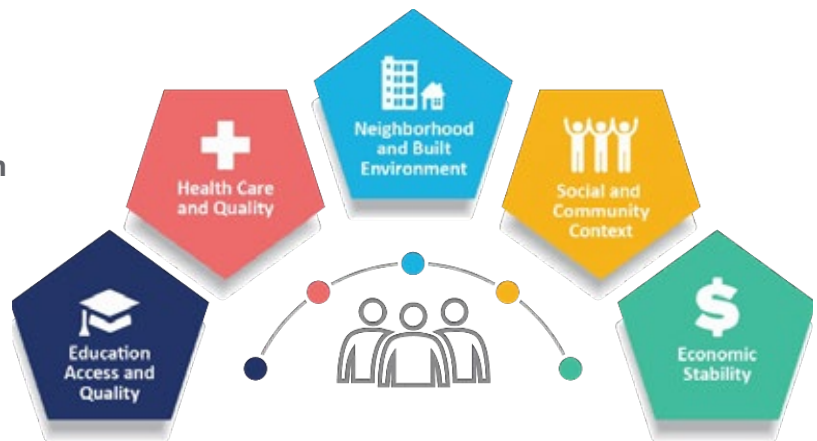 Neighborhood
and Built
Environment
Health Care
and Quality
Social and
Community
Context
Education
Access and
Quality
$
Economic
Stability